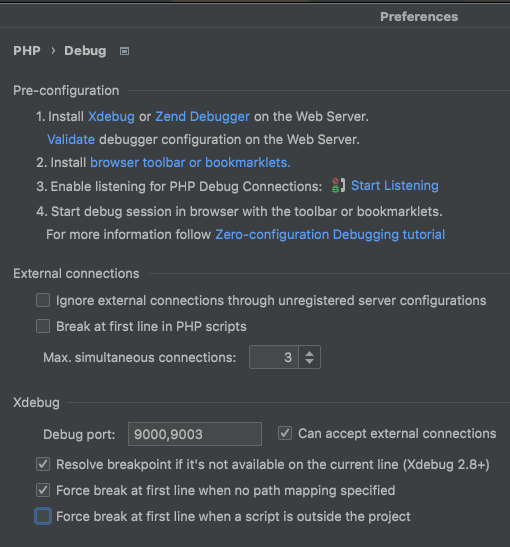 Preferences
PHP › Debug
Pre-configuration
1. Install Xdebug or Zend Debugger on the Web Server.
Validate debugger configuration on the Web Server.
2. Install browser toolbar or bookmarklets.
3. Enable listening for PHP Debug Connections: Start Listening
4. Start debug session in browser with the toolbar or bookmarklets.
For more information follow Zero-configuration Debugging tutorial
External connections
Ignore external connections through unregistered server configurations
Break at first line in PHP scripts
Max. simultaneous connections: 3
Xdebug
Debug port: 9000,9003 Can accept external connections
Resolve breakpoint if it's not available on the current line (Xdebug 2.8+)
Force break at first line when no path mapping specified
Force break at first line when a script is outside the project